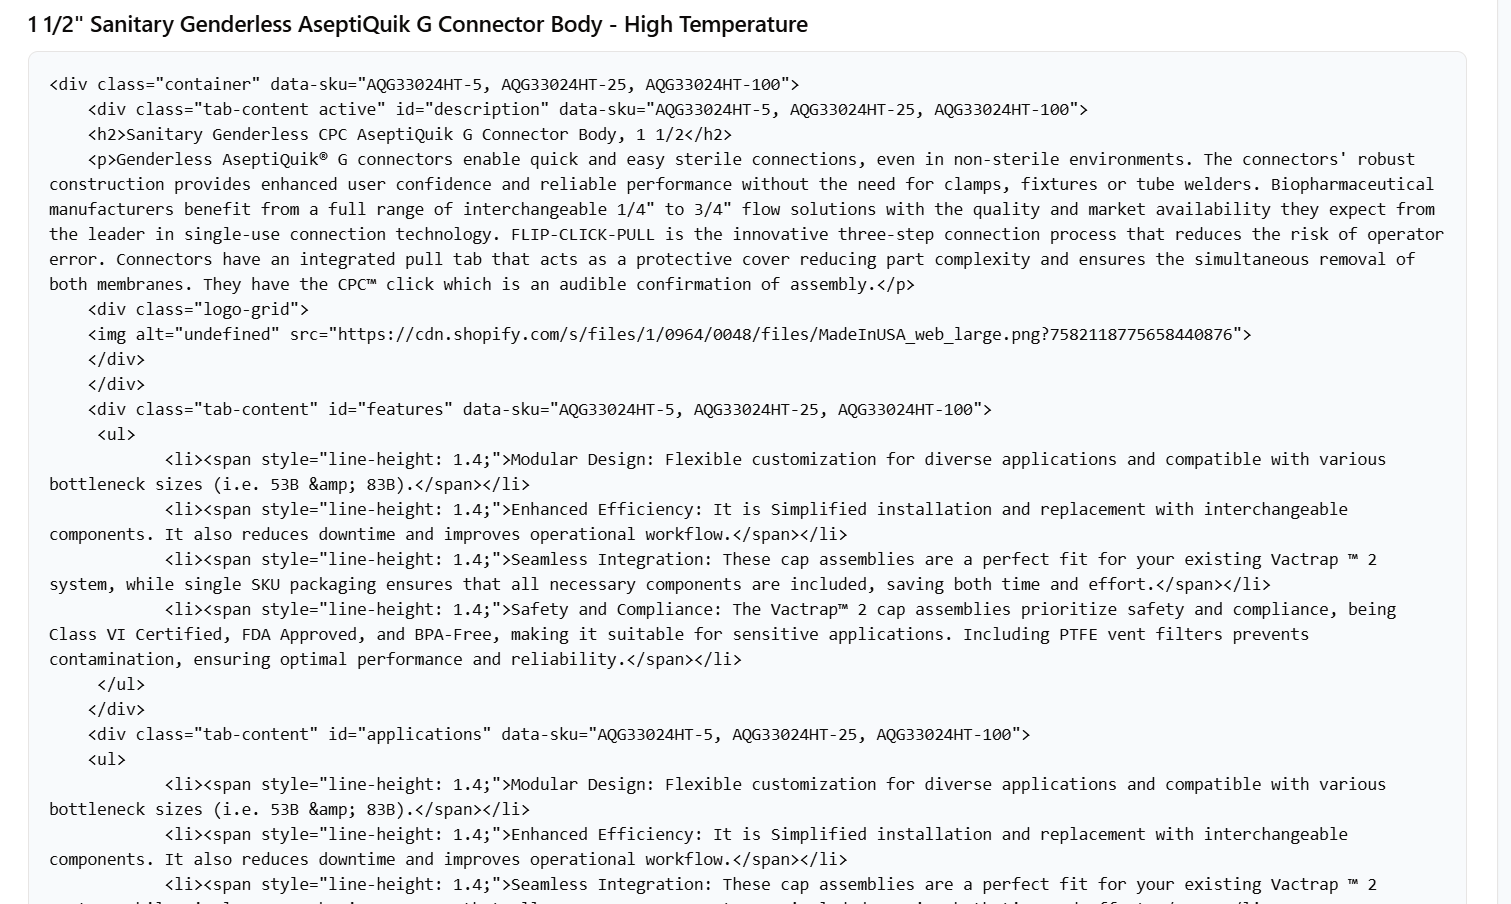 1 1/2" Sanitary Genderless AseptiQuik G Connector Body - High Temperature
<div class="container" data-sku="AQG33024HT-5, AQG33024HT-25, AQG33024HT-100">
<div class="tab-content active" id="description" data-sku="AQG33024HT-5, AQG33024HT-25, AQG33024HT-100">
<h2>Sanitary Genderless CPC AseptiQuik G Connector Body, 1 1/2</h2>
<p>Genderless AseptiQuik® G connectors enable quick and easy sterile connections, even in non-sterile environments. The connectors' robust
construction provides enhanced user confidence and reliable performance without the need for clamps, fixtures or tube welders. Biopharmaceutical
manufacturers benefit from a full range of interchangeable 1/4" to 3/4" flow solutions with the quality and market availability they expect from
the leader in single-use connection technology. FLIP-CLICK-PULL is the innovative three-step connection process that reduces the risk of operator
error. Connectors have an integrated pull tab that acts as a protective cover reducing part complexity and ensures the simultaneous removal of
both membranes. They have the CPC™ click which is an audible confirmation of assembly.</p>
<div class="logo-grid">
<img alt="undefined" src="https://cdn.shopify.com/s/files/1/0964/0048/files/MadeInUSA_web_large.png?7582118775658440876">
</div>
</div>
<div class="tab-content" id="features" data-sku="AQG33024HT-5, AQG33024HT-25, AQG33024HT-100">
<ul>
<li><span style="line-height: 1.4;">Modular Design: Flexible customization for diverse applications and compatible with various
bottleneck sizes (i.e. 53B &amp; 83B).</span></li>
<li><span style="line-height: 1.4;">Enhanced Efficiency: It is Simplified installation and replacement with interchangeable
components. It also reduces downtime and improves operational workflow.</span></li>
<li><span style="line-height: 1.4;">Seamless Integration: These cap assemblies are a perfect fit for your existing Vactrap ™ 2
system, while single SKU packaging ensures that all necessary components are included, saving both time and effort.</span></li>
<li><span style="line-height: 1.4;">Safety and Compliance: The Vactrap™ 2 cap assemblies prioritize safety and compliance, being
Class VI Certified, FDA Approved, and BPA-Free, making it suitable for sensitive applications. Including PTFE vent filters prevents
contamination, ensuring optimal performance and reliability.</span></li>
</ul>
</div>
<div class="tab-content" id="applications" data-sku="AQG33024HT-5, AQG33024HT-25, AQG33024HT-100">
<ul>
<li><span style="line-height: 1.4;">Modular Design: Flexible customization for diverse applications and compatible with various
bottleneck sizes (i.e. 53B &amp; 83B).</span></li>
<li><span style="line-height: 1.4;">Enhanced Efficiency: It is Simplified installation and replacement with interchangeable
components. It also reduces downtime and improves operational workflow.</span></li>
<li><span style="line-height: 1.4;">Seamless Integration: These cap assemblies are a perfect fit for your existing Vactrap ™ 2